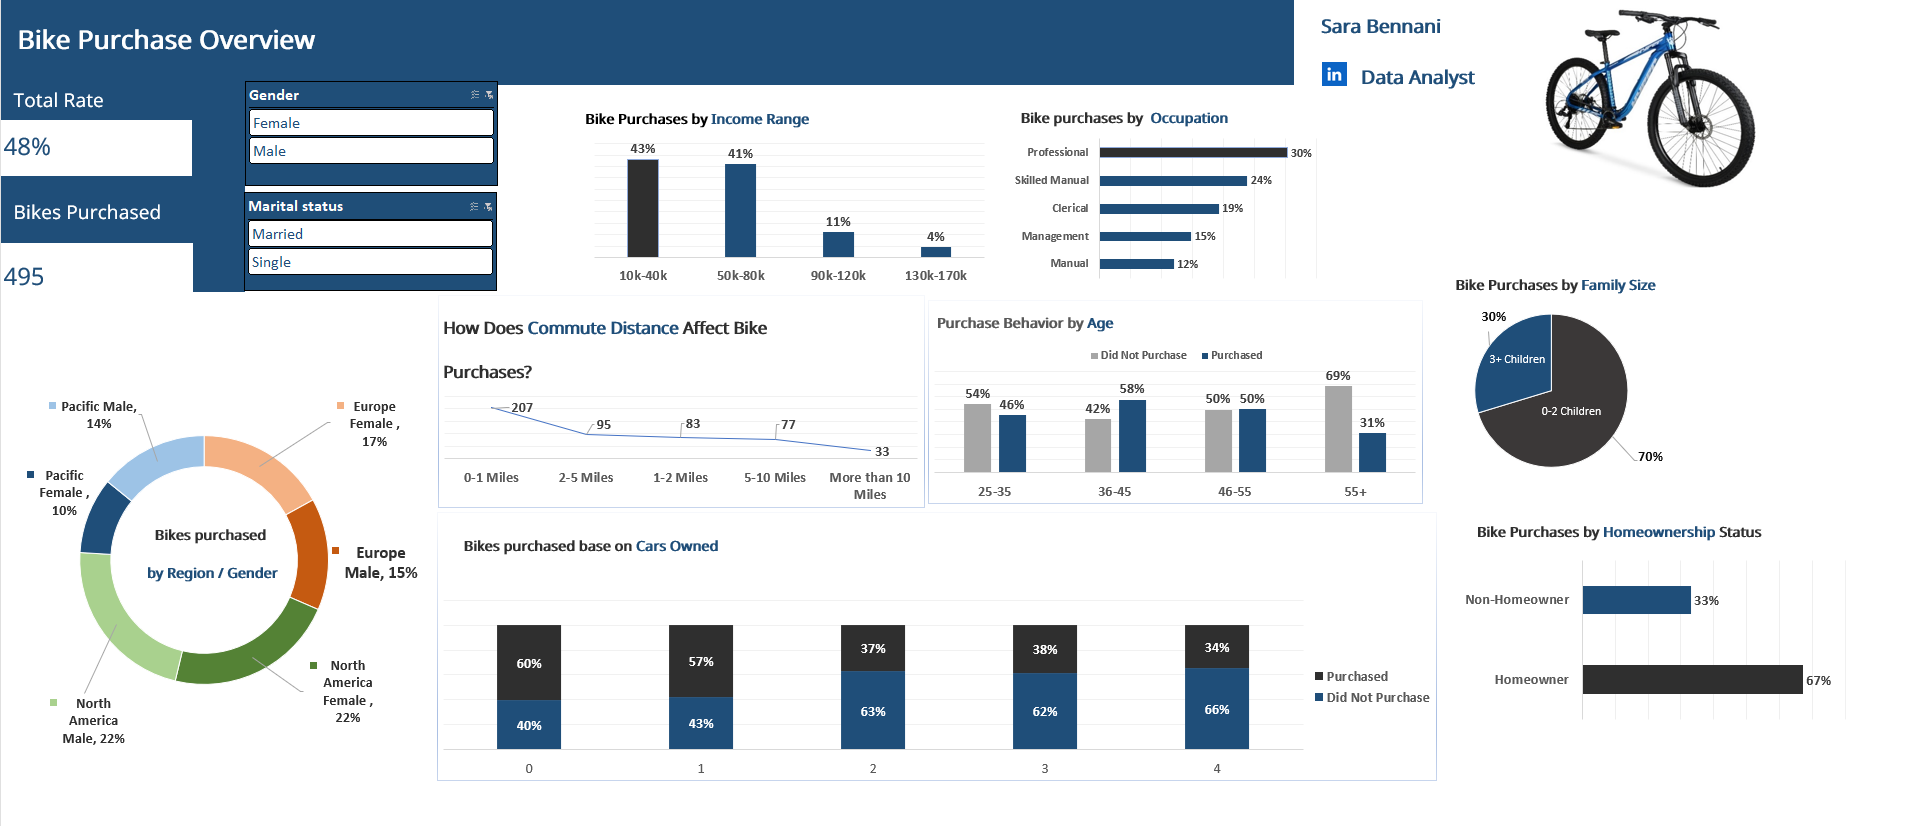 Bike Purchase Overview
Sara Bennani
in
Data Analyst
Total Rate
48%
Bikes Purchased
495
Gender
Female
Male
Marital status
Married
Single
Bike Purchases by Income Range
43%
41%
11%
4%
10k-40k
50k-80k
90k-120k
130k-170k
Bike purchases by Occupation
Professional
30%
Skilled Manual
24%
Clerical
19%
Management
15%
Manual
12%
Bike Purchases by Family Size
30%
3+ Children
0-2 Children
70%
How Does Commute Distance Affect Bike
Purchases?
207
95
83
77
33
0-1 Miles
2-5 Miles
1-2 Miles
5-10 Miles
More than 10
Miles
Purchase Behavior by Age
Did Not Purchase
Purchased
54%
46%
42%
58%
50%
50%
69%
31%
25-35
36-45
46-55
55+
Pacific Male,
14%
Europe
Female ,
17%
Pacific
Female ,
10%
Bikes purchased
by Region / Gender
Europe
Male, 15%
North
America
Female ,
22%
North
America
Male, 22%
Bikes purchased base on Cars Owned
60%
57%
37%
38%
34%
40%
43%
63%
62%
66%
0
1
2
3
4
Purchased
Did Not Purchase
Bike Purchases by Homeownership Status
Non-Homeowner
33%
Homeowner
67%